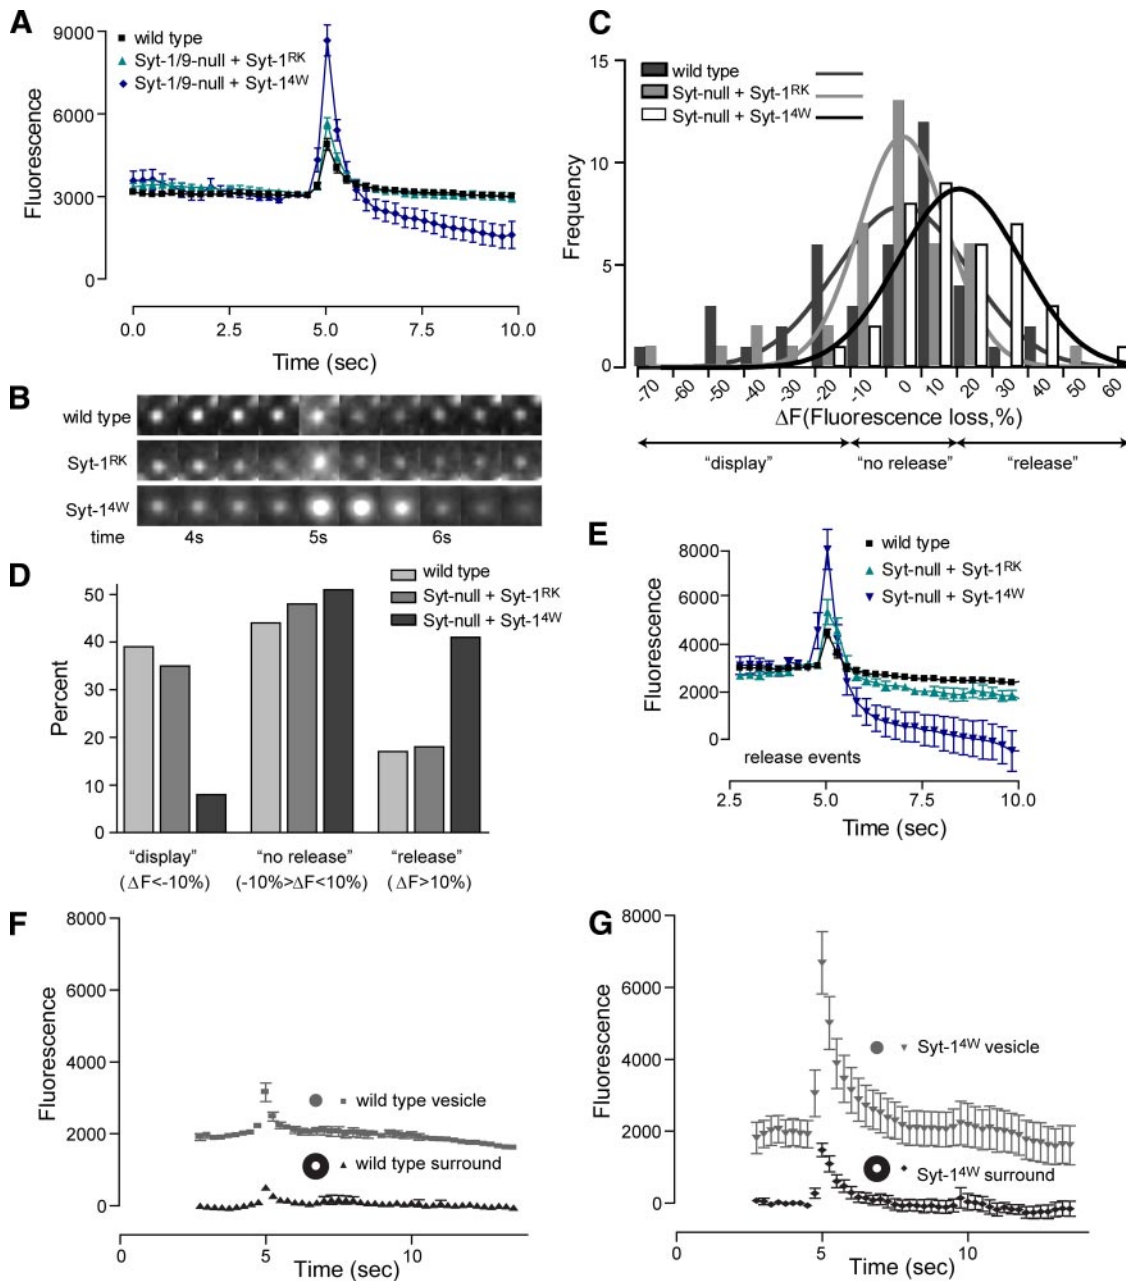 A
9000
6000
3000
0
Fluorescence
wild type
Syt-1/9-null + Syt-1RK
Syt-1/9-null + Syt-14W
0.0 2.5 5.0 7.5 10.0
Time (sec)
B
wild type
Syt-1RK
Syt-14W
time 4s 5s 6s
C
15
10
5
0
Frequency
wild type
Syt-null + Syt-1RK
Syt-null + Syt-14W
-70 -60 -50 -40 -30 -20 -10 0 10 20 30 40 50 60
ΔF(Fluorescence loss,%)
“display” “no release” “release”
D
50
40
30
20
10
0
Percent
wild type
Syt-null + Syt-1RK
Syt-null + Syt-14W
“display” “no release” “release”
(ΔF<-10%) (-10%>ΔF<10%) (ΔF>10%)
E
8000
6000
4000
2000
0
Fluorescence
wild type
Syt-null + Syt-1RK
Syt-null + Syt-14W
release events
2.5 5.0 7.5 10.0
Time (sec)
F
8000
6000
4000
2000
0
Fluorescence
wild type vesicle
wild type surround
0 5 10
Time (sec)
G
8000
6000
4000
2000
0
Fluorescence
Syt-14W vesicle
Syt-14W surround
0 5 10
Time (sec)